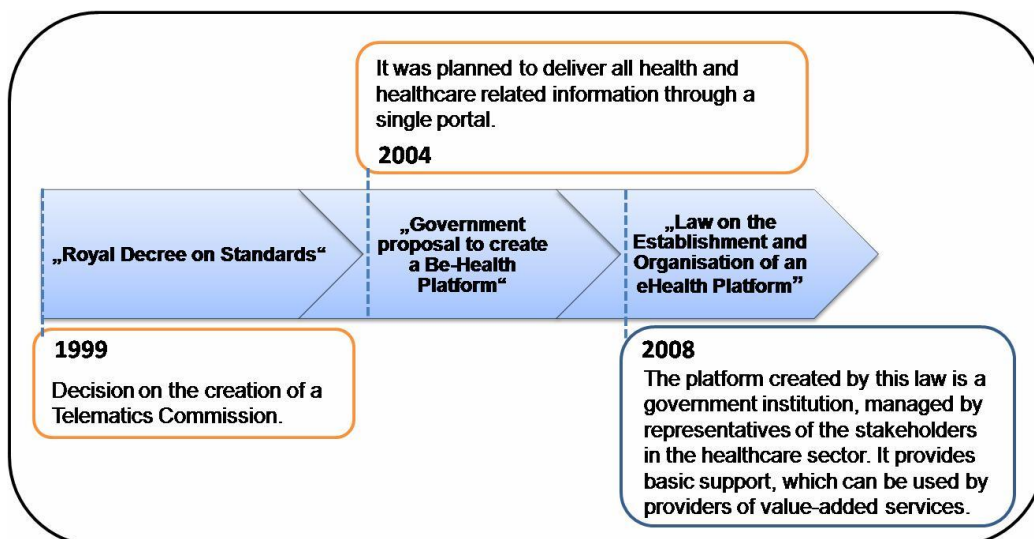 It was planned to deliver all health and
healthcare related information through a
single portal.
2004
„Royal Decree on Standards“
„Government
proposal to create
a Be-Health
Platform“
„Law on the
Establishment and
Organisation of an
eHealth Platform”
1999
Decision on the creation of a
Telematics Commission.
2008
The platform created by this law is a
government institution, managed by
representatives of the stakeholders
in the healthcare sector. It provides
basic support, which can be used by
providers of value-added services.